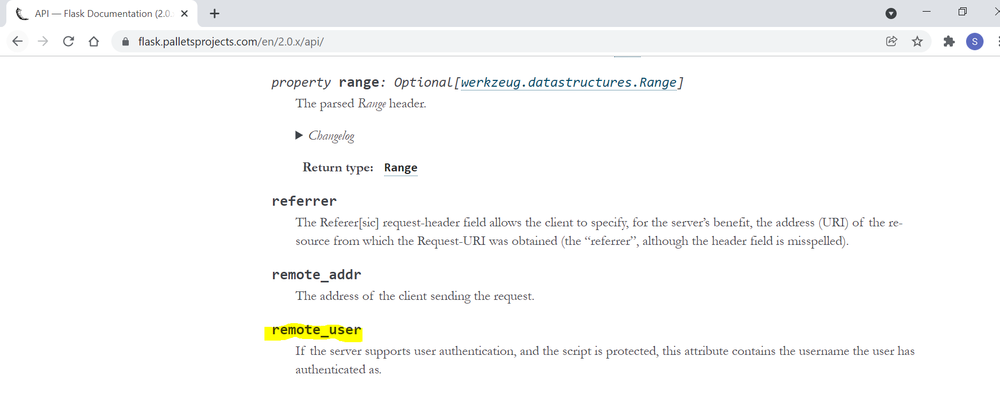 API — Flask Documentation (2.0.
flask.palletsprojects.com/en/2.0.x/api/
S
property range: Optional[werkzeug.datastructures.Range]
The parsed Range header.
Changelog
Return type: Range
referrer
The Referer[sic] request-header field allows the client to specify, for the server’s benefit, the address (URI) of the re-
source from which the Request-URI was obtained (the “referrer”, although the header field is misspelled).
remote_addr
The address of the client sending the request.
remote_user
If the server supports user authentication, and the script is protected, this attribute contains the username the user has
authenticated as.